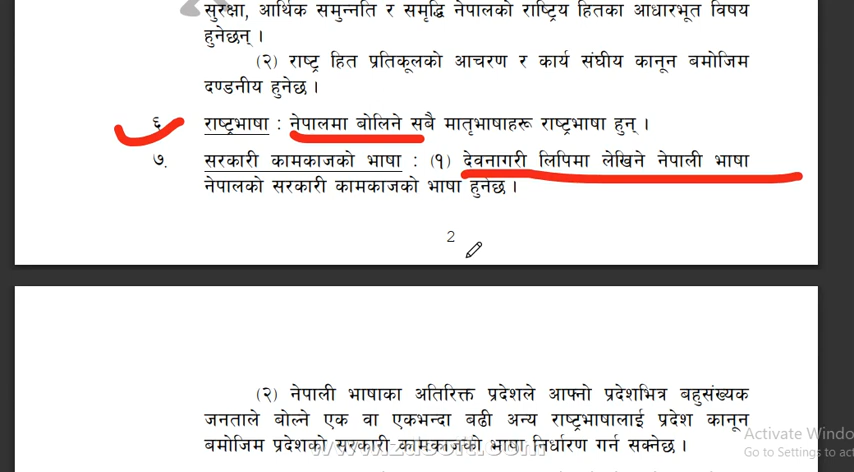 सुरक्षा, आर्थिक समुन्नति र समृद्धि नेपालको राष्ट्रिय हितका आधारभूत विषय
हुनेछन् ।
(२) राष्ट्र हित प्रतिकूलको आचरण र कार्य संघीय कानून बमोजिम
दण्डनीय हुनेछ ।
६. राष्ट्रभाषा : नेपालमा बोलिने सबै मातृभाषाहरू राष्ट्रभाषा हुन् ।
७. सरकारी कामकाजको भाषा : (१) देवनागरी लिपिमा लेखिने नेपाली भाषा
नेपालको सरकारी कामकाजको भाषा हुनेछ ।
2
(२) नेपाली भाषाका अतिरिक्त प्रदेशले आफ्नो प्रदेशभित्र बहुसंख्यक
जनताले बोल्ने एक वा एकभन्दा बढी अन्य राष्ट्रभाषालाई प्रदेश कानून
Activate Windo
बमोजिम प्रदेशको सरकारी कामकाजको भाषा निर्धारण गर्न सक्नेछ ।
Go to Settings to act